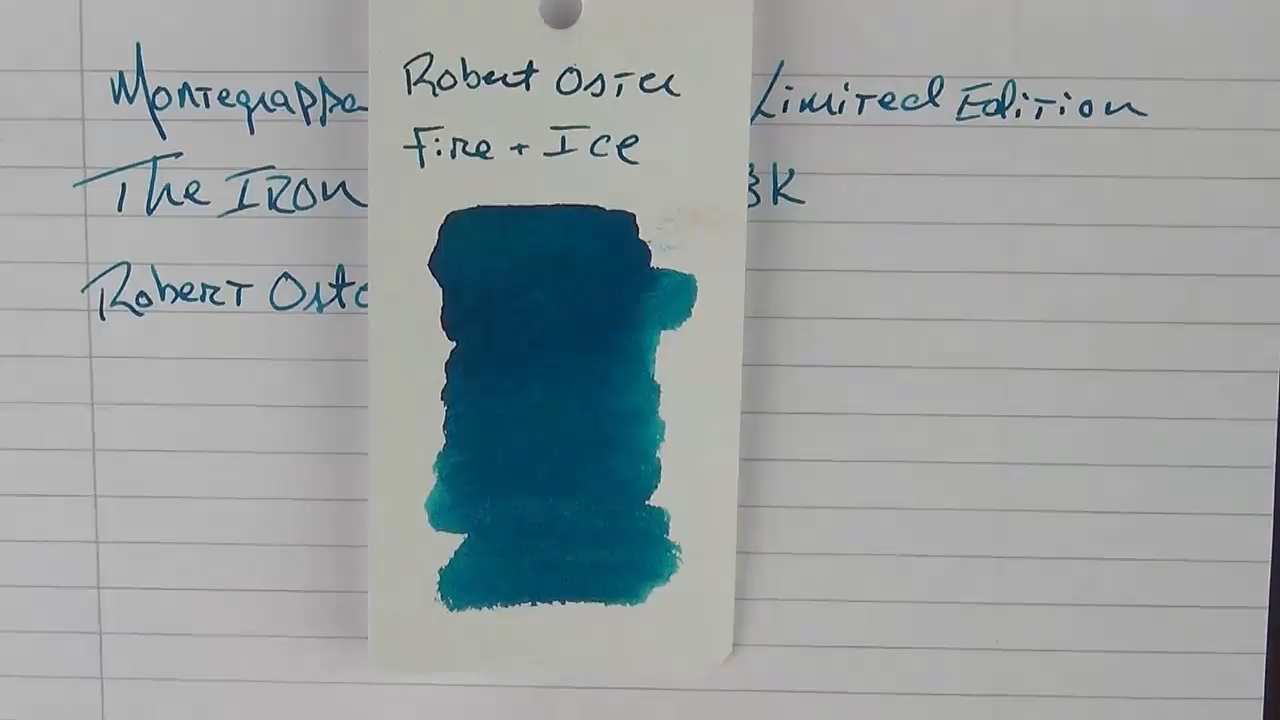 Robert Oster
Fire + Ice
Montegrappa Limited Edition
The Iron 3K
Robert Oste